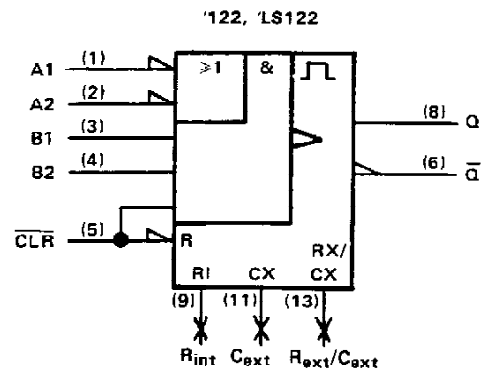 '122, 'LS122
A1 (1) ≥1 &
A2 (2) (8) Q
B1 (3)
B2 (4) (6) Q̅
C̅L̅R̅ (5) R
RX/
RI CX CX
(9) (11) (13)
Rint Cext Rext/Cext